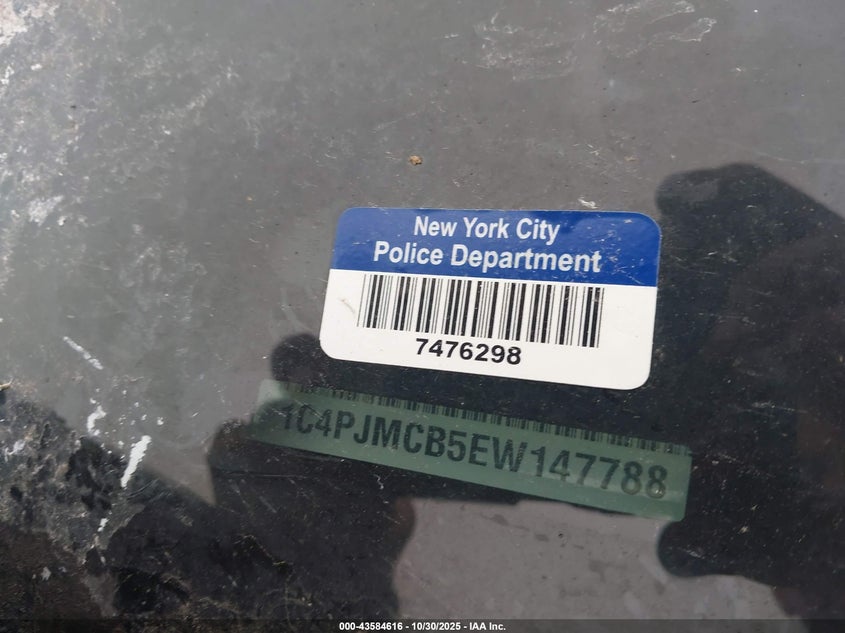 New York City
Police Department
7476298
1C4PJMCB5EW147788
000-43584616 - 10/30/2025 - IAA Inc.